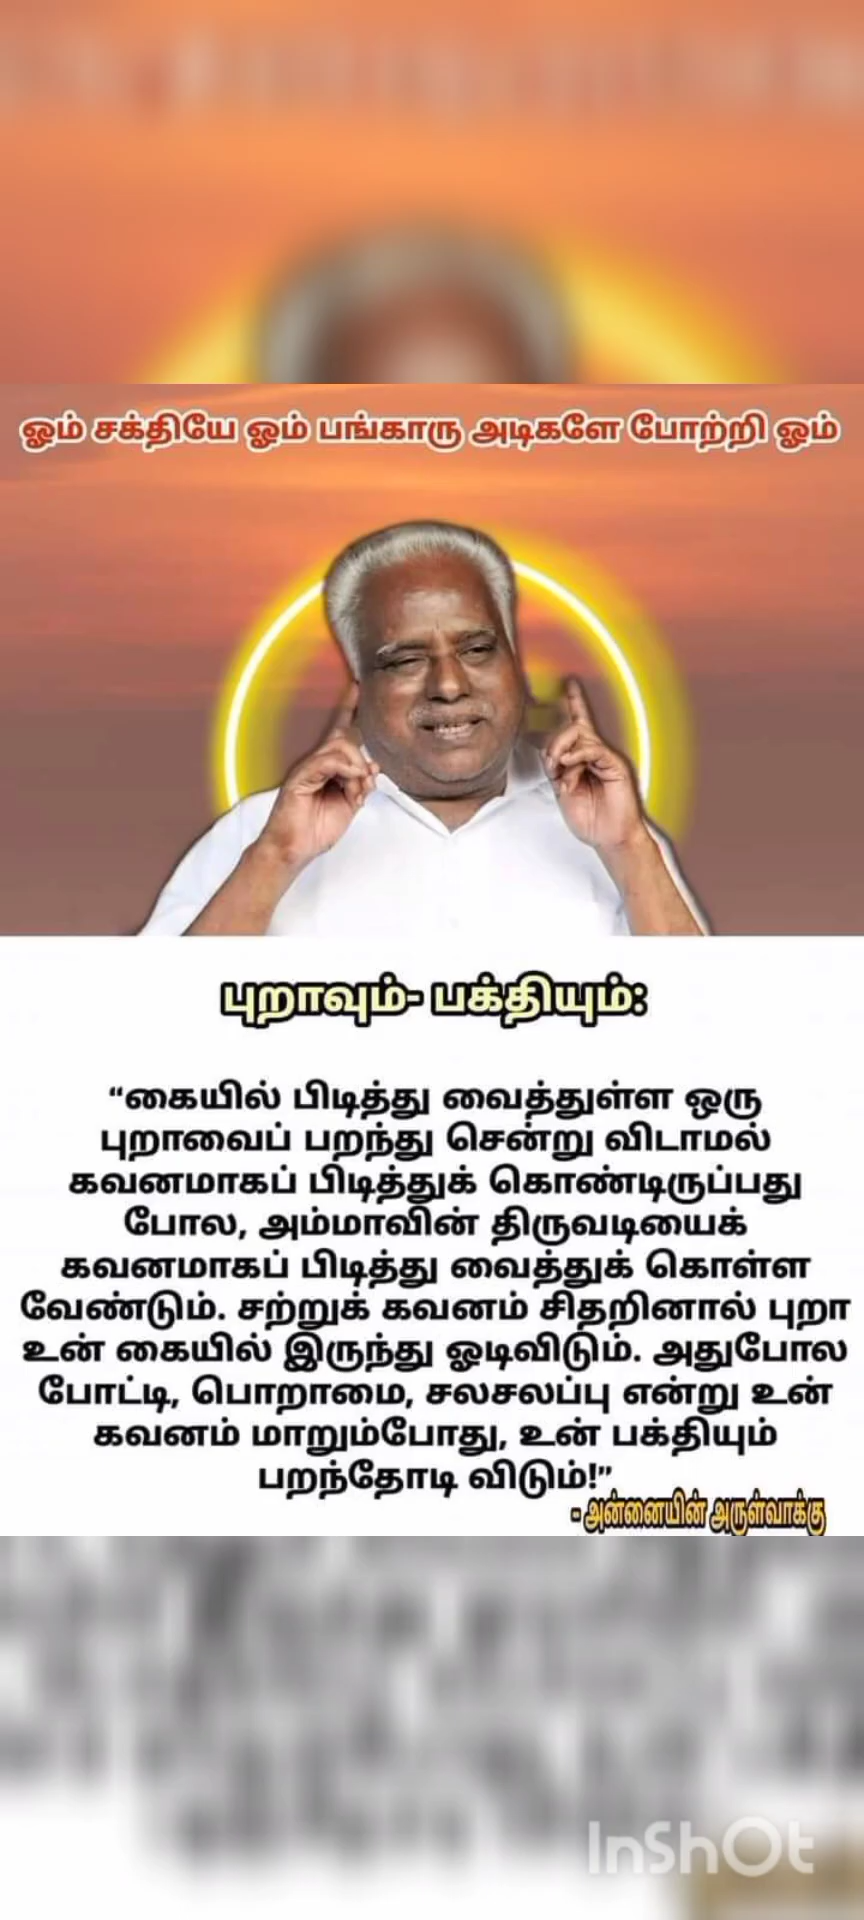 ஓம் சக்தியே ஓம் பங்காரு அடிகளே போற்றி ஓம்
புறாவும்- பக்தியும்:
“கையில் பிடித்து வைத்துள்ள ஒரு
புறாவைப் பறந்து சென்று விடாமல்
கவனமாகப் பிடித்துக் கொண்டிருப்பது
போல, அம்மாவின் திருவடியைக்
கவனமாகப் பிடித்து வைத்துக் கொள்ள
வேண்டும். சற்றுக் கவனம் சிதறினால் புறா
உன் கையில் இருந்து ஓடிவிடும். அதுபோல
போட்டி, பொறாமை, சலசலப்பு என்று உன்
கவனம் மாறும்போது, உன் பக்தியும்
பறந்தோடி விடும்!”
- அன்னையின் அருள்வாக்கு
InShOt